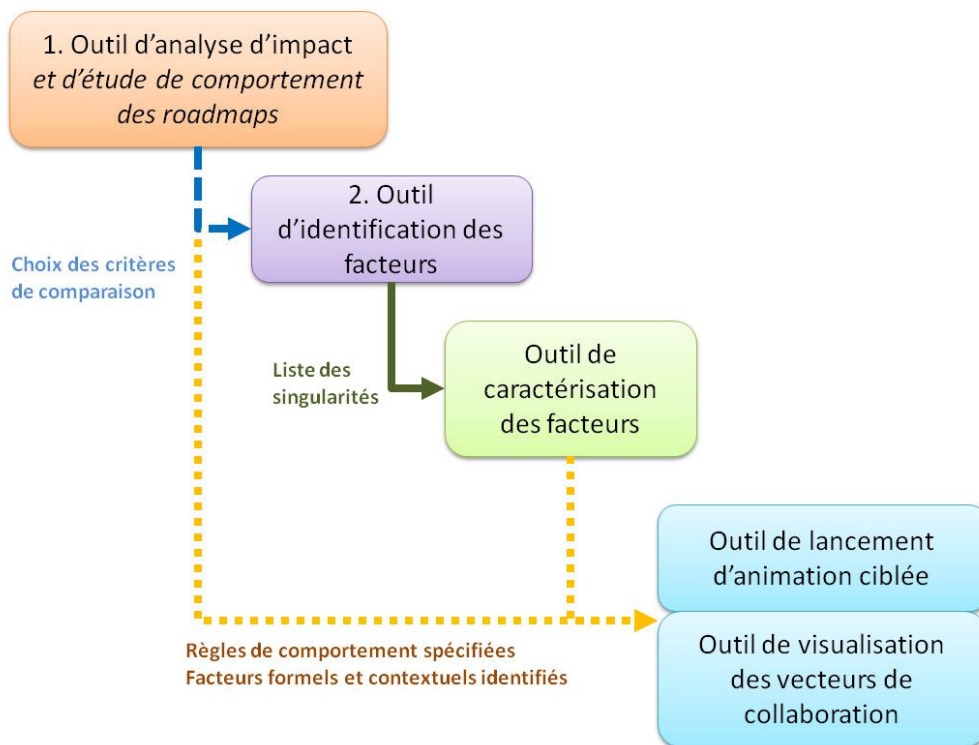 1. Outil d’analyse d’impact
et d’étude de comportement
des roadmaps
2. Outil
d’identification des
facteurs
Choix des critères
de comparaison
Liste des
singularités
Outil de
caractérisation
des facteurs
Outil de lancement
d’animation ciblée
Règles de comportement spécifiées
Facteurs formels et contextuels identifiés
Outil de visualisation
des vecteurs de
collaboration